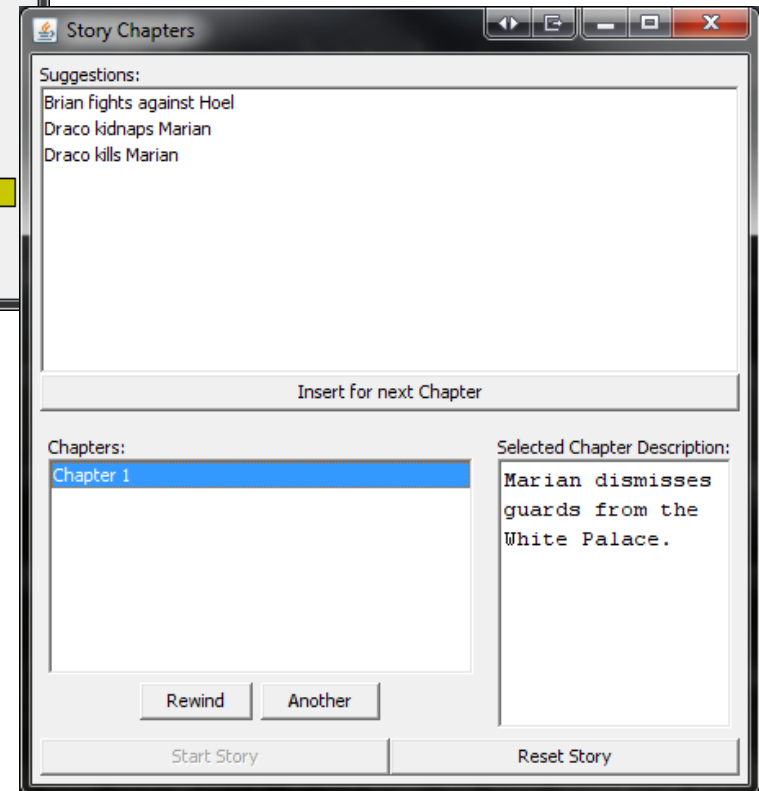 Story Chapters
Suggestions:
Brian fights against Hoel
Draco kidnaps Marian
Draco kills Marian
Insert for next Chapter
Chapters:
Chapter 1
Selected Chapter Description:
Marian dismisses
guards from the
White Palace.
Rewind
Another
Start Story
Reset Story